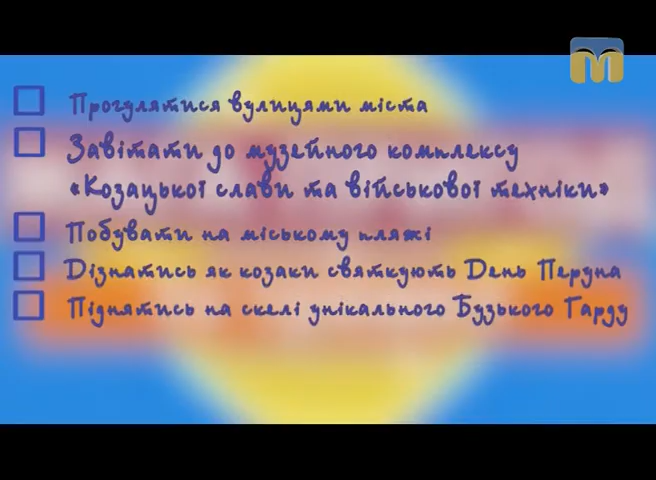 Прогулятися вулицями міста
Завітати до музейного комплексу
«Козацької слави та військової техніки»
Побувати на міському пляжі
Дізнатись як козаки святкують День Перуна
Піднятись на скелі унікального Бузького Гарду